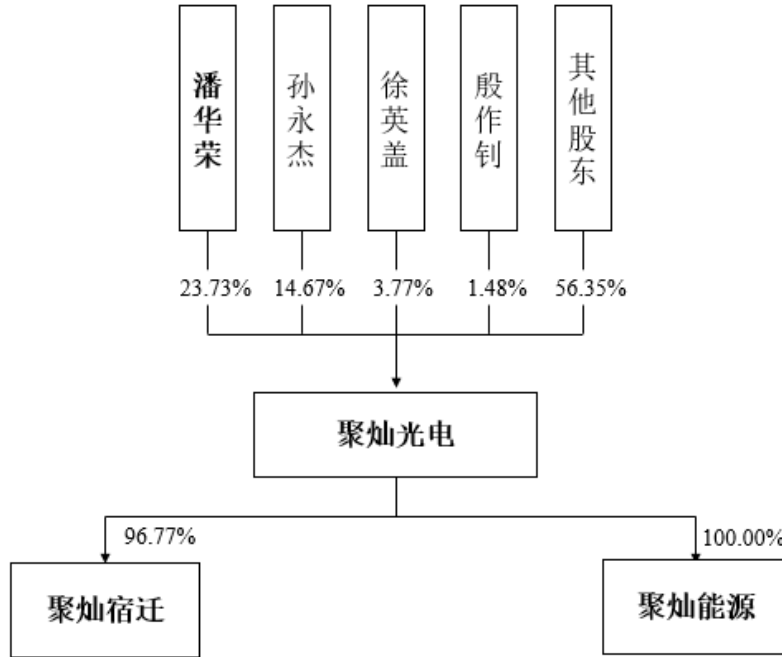 潘华荣
孙永杰
徐英盖
殷作钊
其他股东
23.73%
14.67%
3.77%
1.48%
56.35%
聚灿光电
96.77%
100.00%
聚灿宿迁
聚灿能源